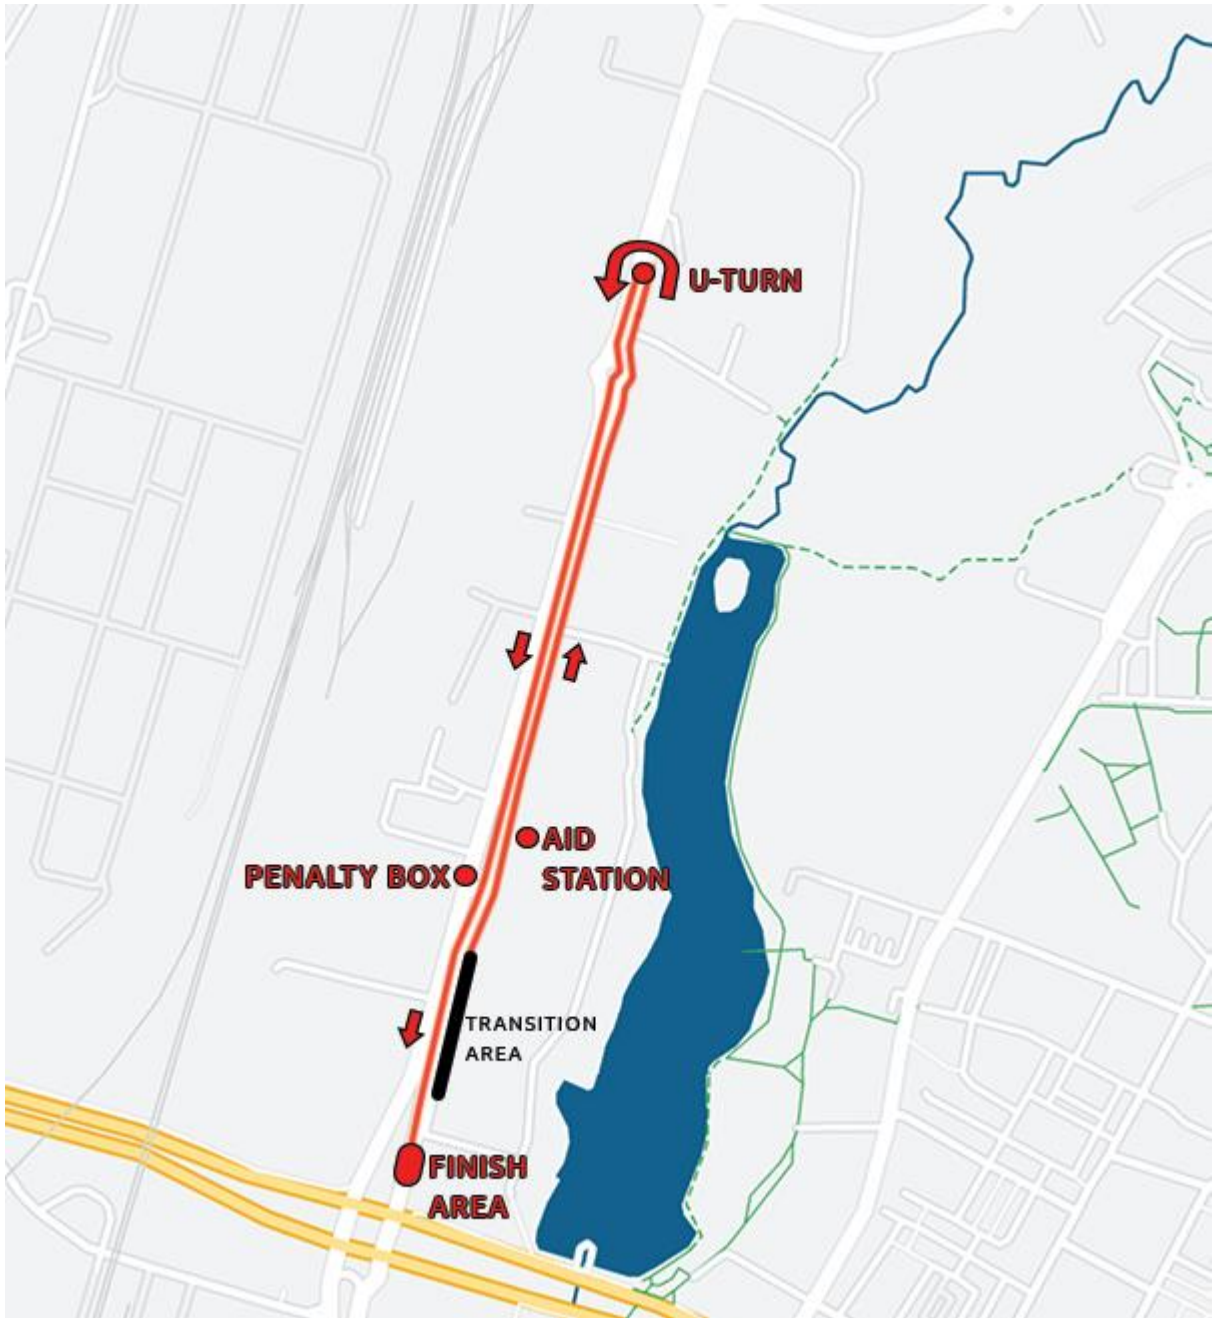 U-TURN
AID
STATION
PENALTY BOX
TRANSITION
AREA
FINISH
AREA